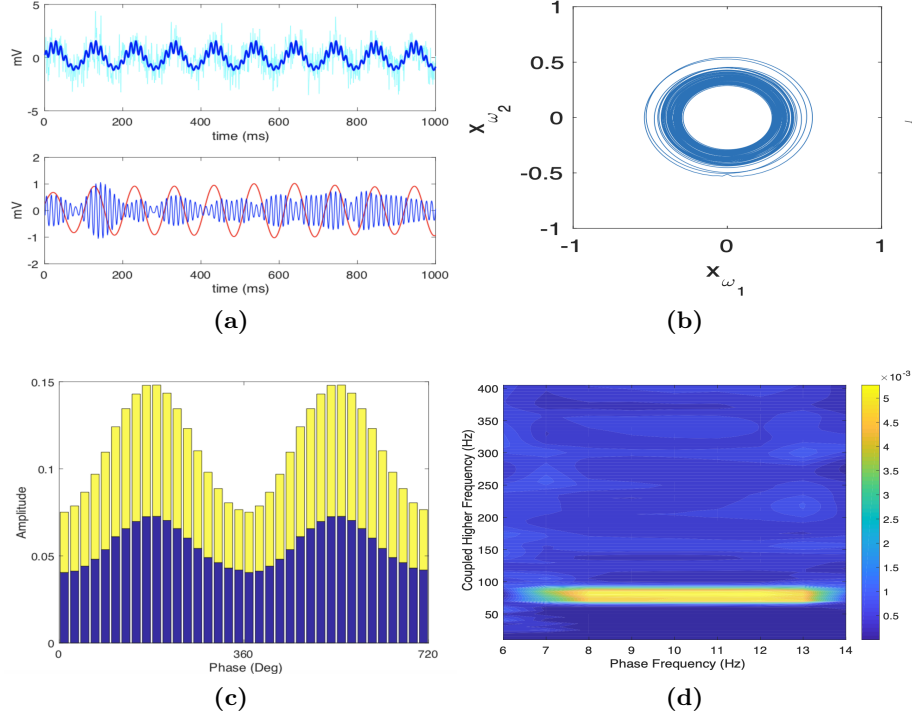 5
0
-5
mV
0 200 400 600 800 1000
time (ms)
2
1
0
-1
-2
mV
0 200 400 600 800 1000
time (ms)
(a)
1
0.5
0
-0.5
-1
x ω 2
-1 0 1
x ω 1
(b)
0.15
0.1
0.05
0
Amplitude
0 360 720
Phase (Deg)
(c)
400
350
300
250
200
150
100
50
Coupled Higher Frequency (Hz)
6 7 8 9 10 11 12 13 14
Phase Frequency (Hz)
× 10 -3
5
4.5
4
3.5
3
2.5
2
1.5
1
0.5
(d)